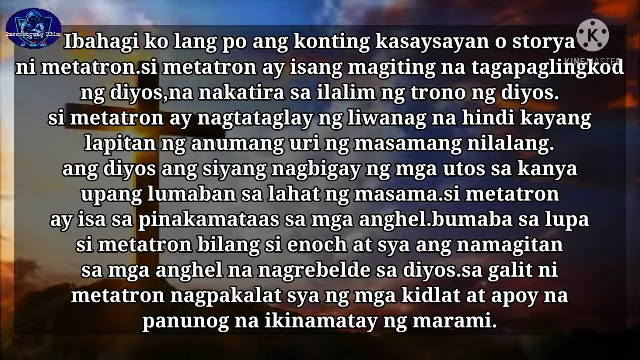 Ibahagi ko lang po ang konting kasaysayan o storya
ni metatron.si metatron ay isang magiting na tagapaglingkod
ng diyos,na nakatira sa ilalim ng trono ng diyos.
si metatron ay nagtataglay ng liwanag na hindi kayang
lapitan ng anumang uri ng masamang nilalang.
ang diyos ang siyang nagbigay ng mga utos sa kanya
upang lumaban sa lahat ng masama.si metatron
ay isa sa pinakamataas sa mga anghel.bumaba sa lupa
si metatron bilang si enoch at sya ang namagitan
sa mga anghel na nagrebelde sa diyos.sa galit ni
metatron nagpakalat sya ng mga kidlat at apoy na
panunog na ikinamatay ng marami.
KINEMASTER